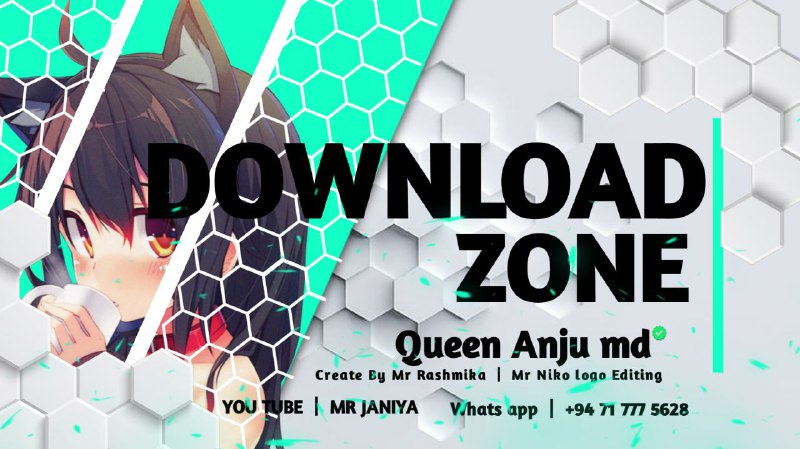 DOWNLOAD
ZONE
Queen Anju md
Create By Mr Rashmika | Mr Niko Logo Editing
YOU TUBE | MR JANIYA Whats app | +94 71 777 5628